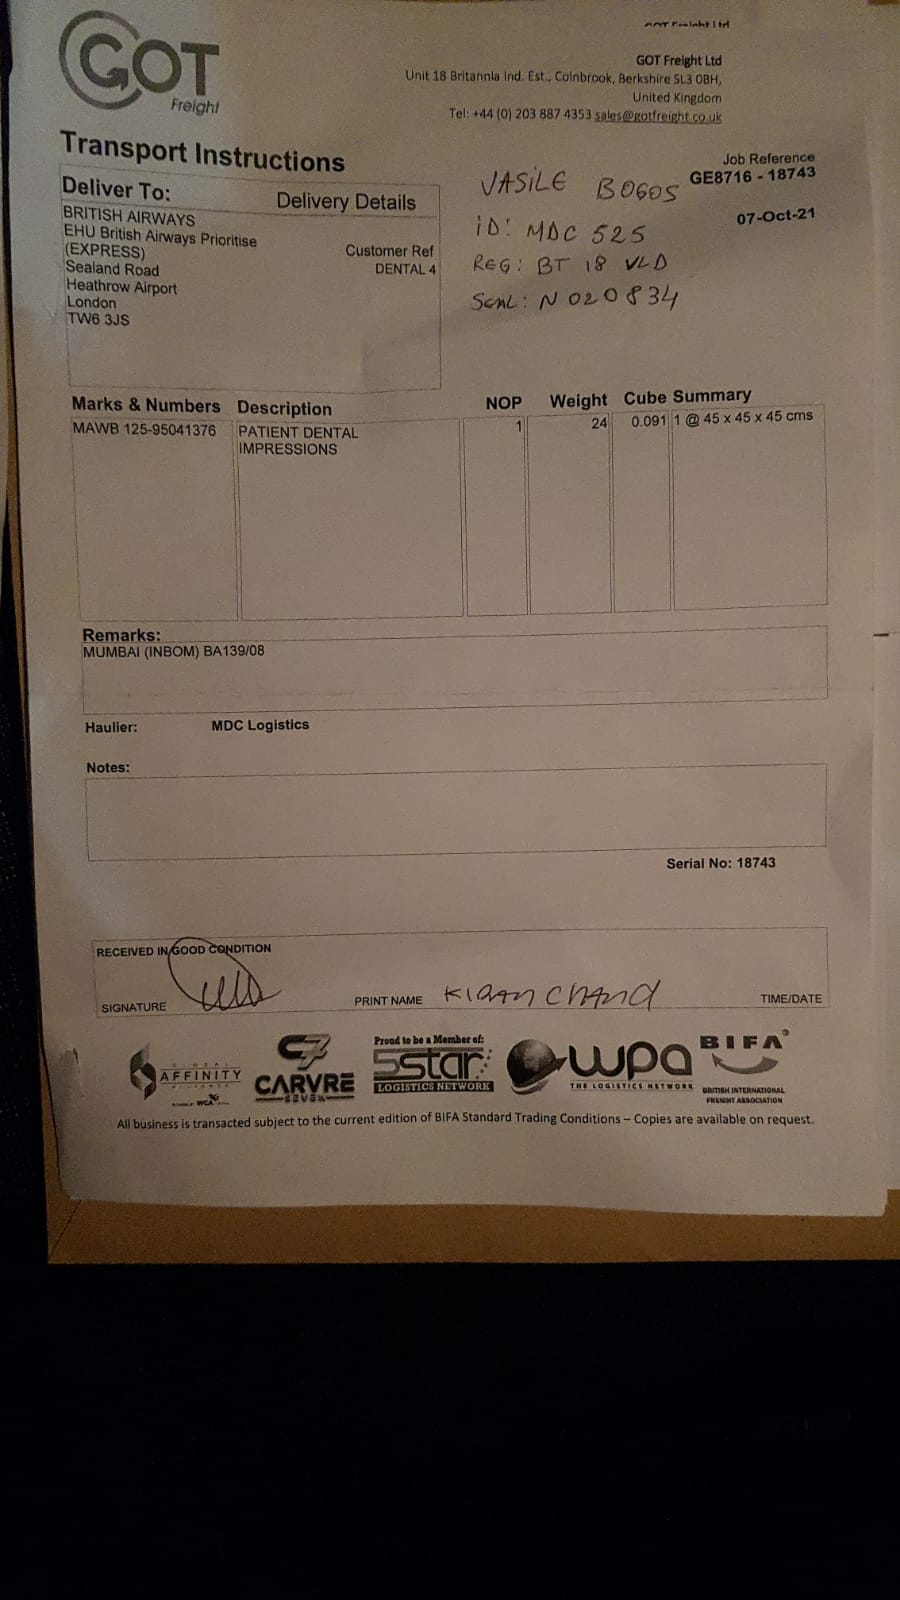 GOT
Freight
GOT Freight Ltd
GOT Freight Ltd
Unit 18 Britannia Ind. Est., Colnbrook, Berkshire SL3 0BH,
United Kingdom
Tel: +44 (0) 203 887 4353 sales@gotfreight.co.uk
Transport Instructions
Job Reference
GE8716 - 18743
07-Oct-21
Deliver To:
Delivery Details
BRITISH AIRWAYS
EHU British Airways Prioritise
(EXPRESS)
Sealand Road
Heathrow Airport
London
TW6 3JS
Customer Ref
DENTAL 4
VASILE BOGOS
ID: MDC 525
REG: BT 18 VLD
SEAL: N 020834
Marks & Numbers Description NOP Weight Cube Summary
MAWB 125-95041376 PATIENT DENTAL 1 24 0.091 1 @ 45 x 45 x 45 cms
IMPRESSIONS
Remarks:
MUMBAI (INBOM) BA139/08
Haulier: MDC Logistics
Notes:
Serial No: 18743
RECEIVED IN GOOD CONDITION
SIGNATURE PRINT NAME KIRAN CHAND TIME/DATE
GLOBAL
AFFINITY
ALLIANCE
WCA
C7
CARVRE
SEVEN
Proud to be a Member of:
5star
LOGISTICS NETWORK
wpa
THE LOGISTICS NETWORK
BIFA
BRITISH INTERNATIONAL
FREIGHT ASSOCIATION
All business is transacted subject to the current edition of BIFA Standard Trading Conditions – Copies are available on request.